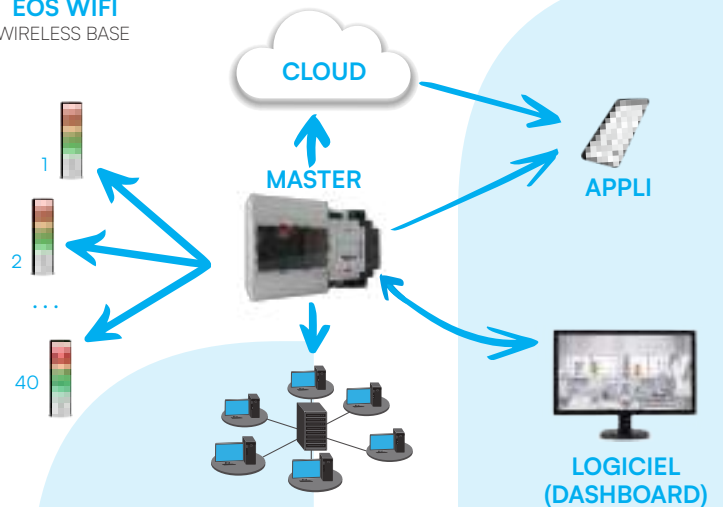 EOS WIFI
WIRELESS BASE
CLOUD
1
MASTER
APPLI
2
...
40
LOGICIEL
(DASHBOARD)